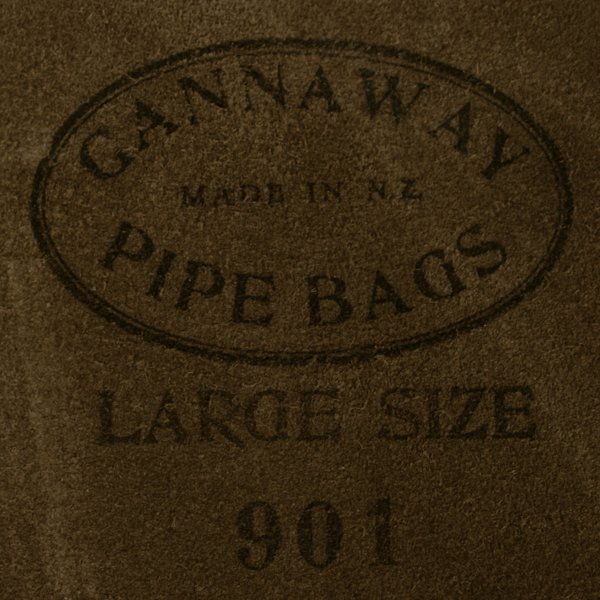 GANNAWAY
MADE IN N.Z.
PIPE BAGS
LARGE SIZE
901